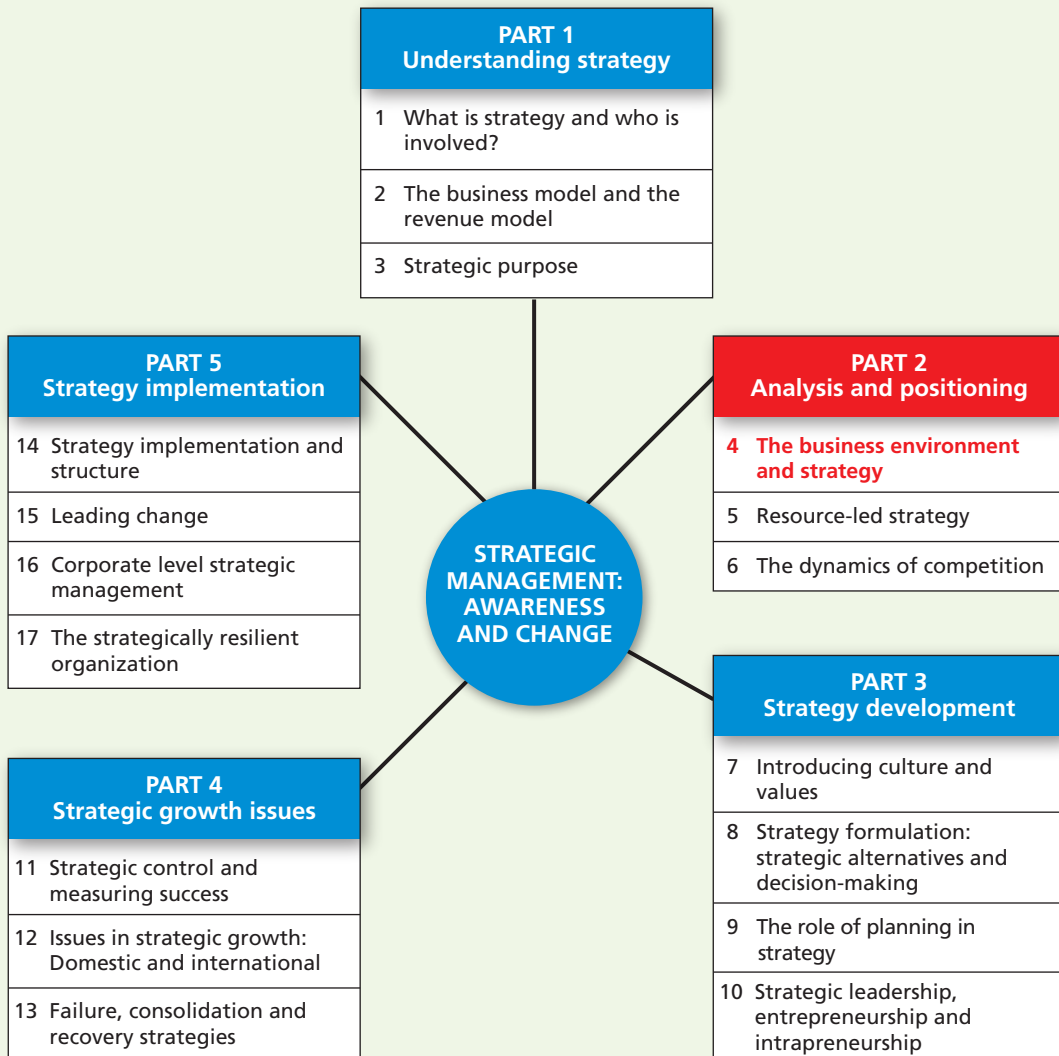 PART 1
Understanding strategy
1 What is strategy and who is
involved?
2 The business model and the
revenue model
3 Strategic purpose
PART 5
Strategy implementation
14 Strategy implementation and
structure
15 Leading change
16 Corporate level strategic
management
17 The strategically resilient
organization
PART 2
Analysis and positioning
4 The business environment
and strategy
5 Resource-led strategy
6 The dynamics of competition
STRATEGIC
MANAGEMENT:
AWARENESS
AND CHANGE
PART 4
Strategic growth issues
11 Strategic control and
measuring success
12 Issues in strategic growth:
Domestic and international
13 Failure, consolidation and
recovery strategies
PART 3
Strategy development
7 Introducing culture and
values
8 Strategy formulation:
strategic alternatives and
decision-making
9 The role of planning in
strategy
10 Strategic leadership,
entrepreneurship and
intrapreneurship